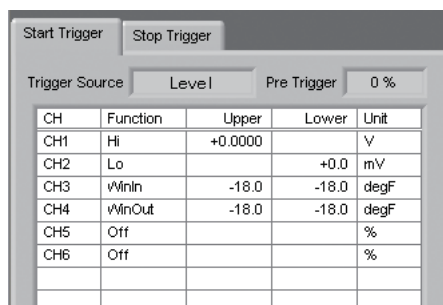 Start Trigger Stop Trigger
Trigger Source Level Pre Trigger 0 %
CH Function Upper Lower Unit
CH1 Hi +0.0000 V
CH2 Lo +0.0 mV
CH3 WinIn -18.0 -18.0 degF
CH4 WinOut -18.0 -18.0 degF
CH5 Off %
CH6 Off %